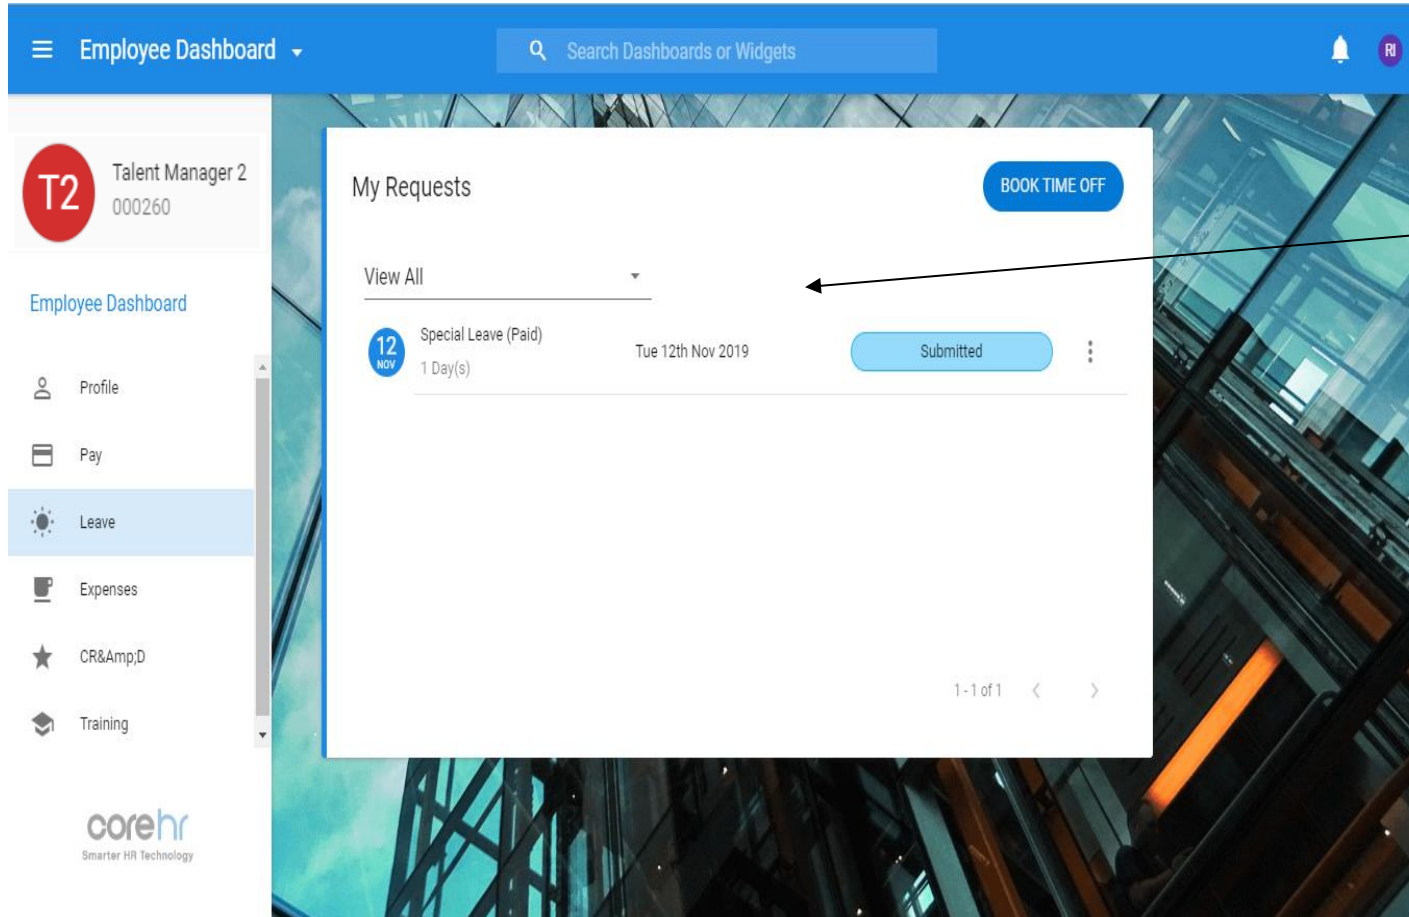 Employee Dashboard
Search Dashboards or Widgets
RI
T2
Talent Manager 2
000260
Employee Dashboard
Profile
Pay
Leave
Expenses
CR&Amp;D
Training
corehr
Smarter HR Technology
My Requests
BOOK TIME OFF
View All
12
NOV
Special Leave (Paid)
1 Day(s)
Tue 12th Nov 2019
Submitted
1 - 1 of 1